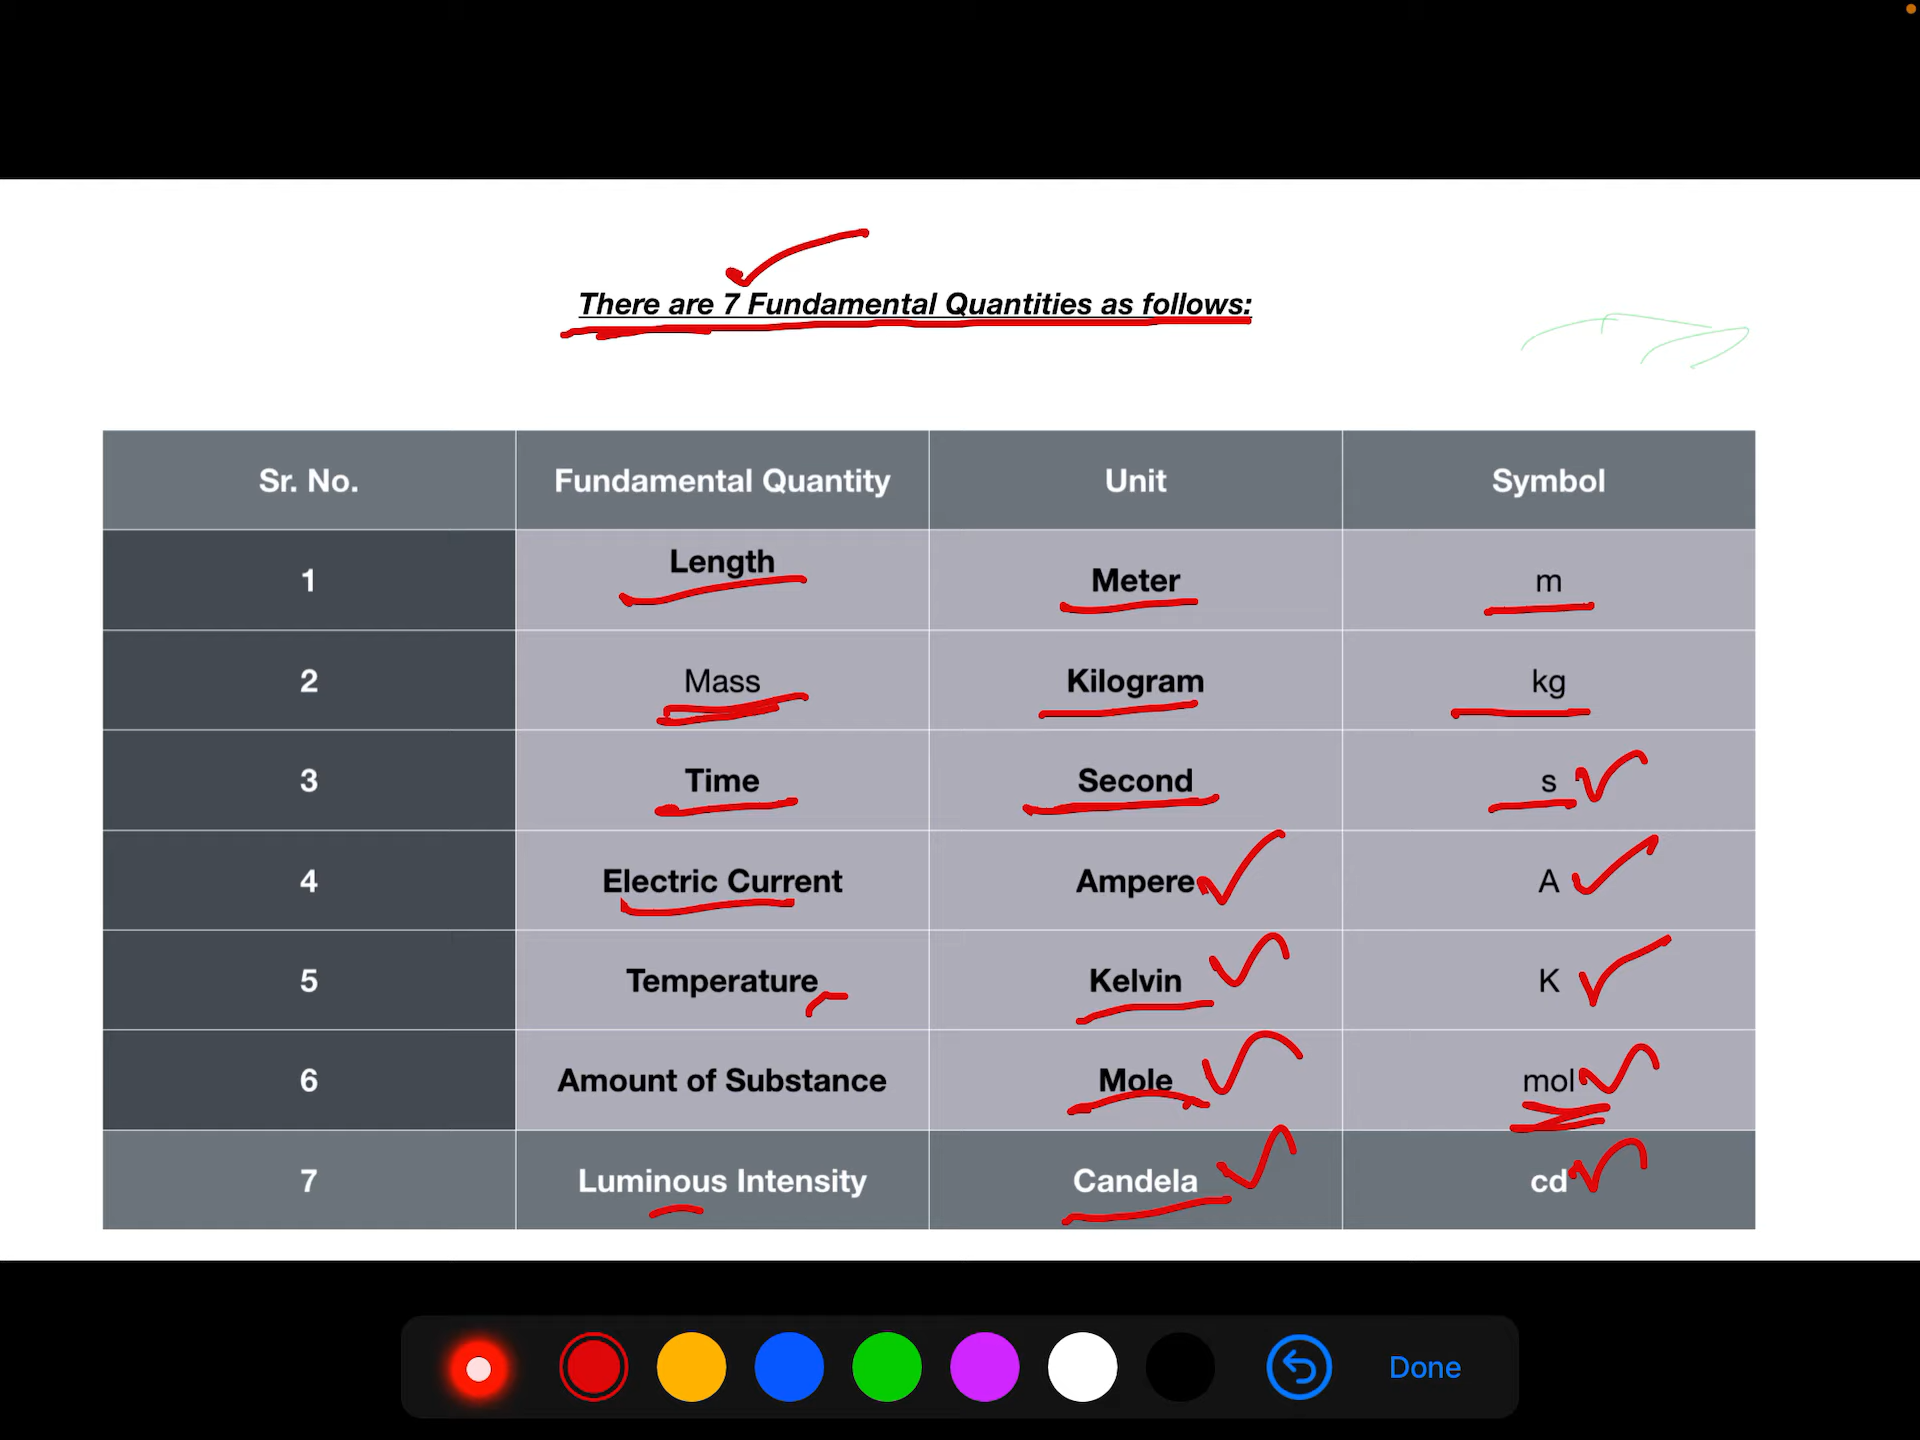 There are 7 Fundamental Quantities as follows:
Sr. No. Fundamental Quantity Unit Symbol
1 Length Meter m
2 Mass Kilogram kg
3 Time Second s
4 Electric Current Ampere A
5 Temperature Kelvin K
6 Amount of Substance Mole mol
7 Luminous Intensity Candela cd
Done